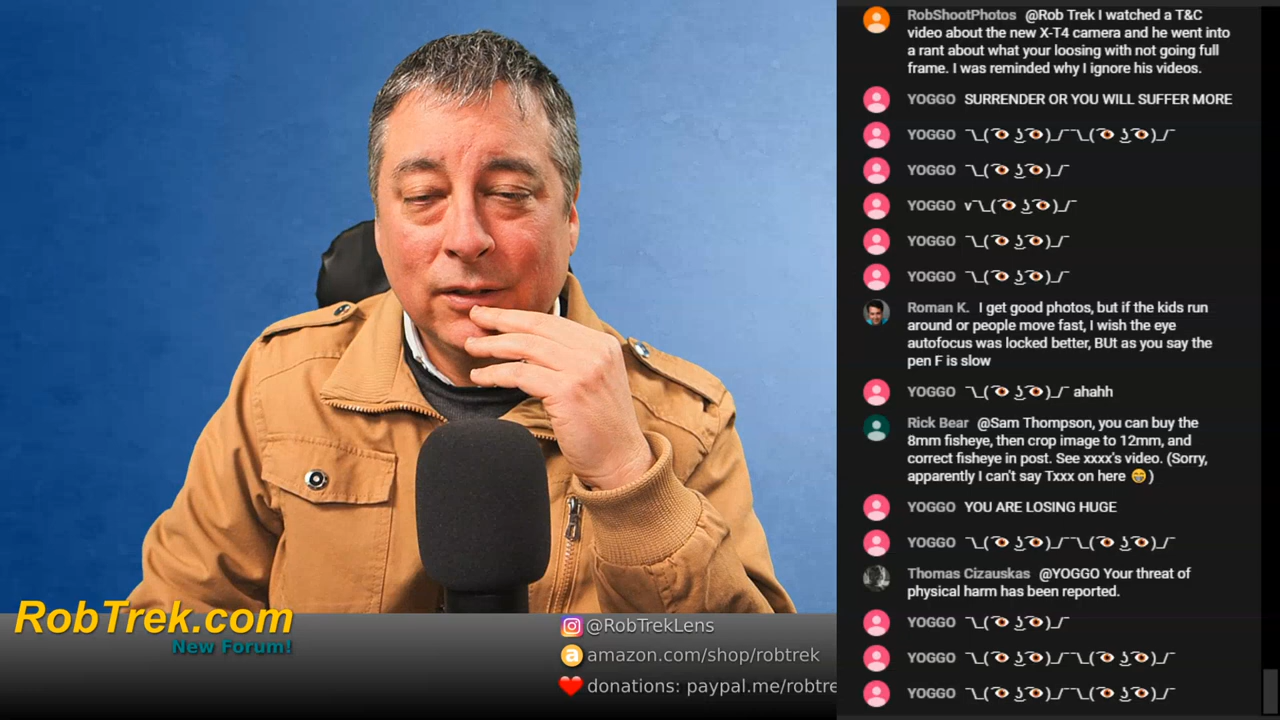 RobShootPhotos @Rob Trek I watched a T&C
video about the new X-T4 camera and he went into
a rant about what your loosing with not going full
frame. I was reminded why I ignore his videos.
YOGGO SURRENDER OR YOU WILL SUFFER MORE
YOGGO ¯\_(👁 ͜ʖ👁)_/¯¯\_(👁 ͜ʖ👁)_/¯
YOGGO ¯\_(👁 ͜ʖ👁)_/¯
YOGGO v¯\_(👁 ͜ʖ👁)_/¯
YOGGO ¯\_(👁 ͜ʖ👁)_/¯
YOGGO ¯\_(👁 ͜ʖ👁)_/¯
Roman K. I get good photos, but if the kids run
around or people move fast, I wish the eye
autofocus was locked better, BUt as you say the
pen F is slow
YOGGO ¯\_(👁 ͜ʖ👁)_/¯ ahahh
Rick Bear @Sam Thompson, you can buy the
8mm fisheye, then crop image to 12mm, and
correct fisheye in post. See xxxx's video. (Sorry,
apparently I can't say Txxx on here 😁)
YOGGO YOU ARE LOSING HUGE
YOGGO ¯\_(👁 ͜ʖ👁)_/¯¯\_(👁 ͜ʖ👁)_/¯
Thomas Cizauskas @YOGGO Your threat of
physical harm has been reported.
YOGGO ¯\_(👁 ͜ʖ👁)_/¯
YOGGO ¯\_(👁 ͜ʖ👁)_/¯¯\_(👁 ͜ʖ👁)_/¯
YOGGO ¯\_(👁 ͜ʖ👁)_/¯¯\_(👁 ͜ʖ👁)_/¯
RobTrek.com
New Forum!
@RobTrekLens
amazon.com/shop/robtrek
donations: paypal.me/robtre